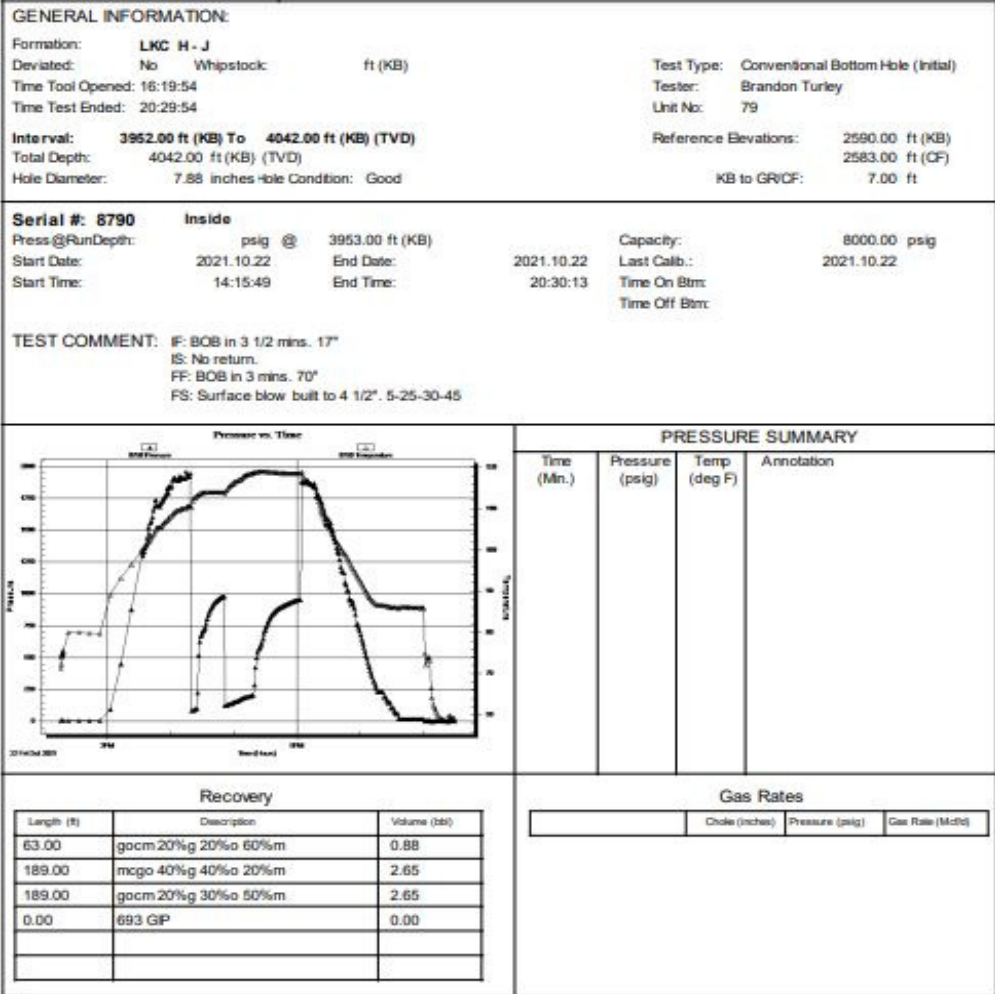 GENERAL INFORMATION:
Formation: LKC H - J
Deviated: No Whipstock: ft (KB) Test Type: Conventional Bottom Hole (Initial)
Time Tool Opened: 16:19:54 Tester: Brandon Turley
Time Test Ended: 20:29:54 Unit No: 79
Interval: 3952.00 ft (KB) To 4042.00 ft (KB) (TVD) Reference Elevations: 2590.00 ft (KB)
Total Depth: 4042.00 ft (KB) (TVD) 2583.00 ft (CF)
Hole Diameter: 7.88 inches Hole Condition: Good KB to GR/CF: 7.00 ft
Serial #: 8790 Inside
Press@RunDepth: psig @ 3953.00 ft (KB) Capacity: 8000.00 psig
Start Date: 2021.10.22 End Date: 2021.10.22 Last Calib.: 2021.10.22
Start Time: 14:15:49 End Time: 20:30:13 Time On Btm:
Time Off Btm:
TEST COMMENT: IF: BOB in 3 1/2 mins. 17"
IS: No return.
FF: BOB in 3 mins. 70"
FS: Surface blow built to 4 1/2". 5-25-30-45
Pressure vs. Time
PRESSURE SUMMARY
Time Pressure Temp Annotation
(Min.) (psig) (deg F)
Pressure
Temperature
Time (Hours)
Recovery
Length (ft) Description Volume (bbl)
63.00 gocm 20%g 20%o 60%m 0.88
189.00 mcgo 40%g 40%o 20%m 2.65
189.00 gocm 20%g 30%o 50%m 2.65
0.00 693 GIP 0.00
Gas Rates
Choke (inches) Pressure (psig) Gas Rate (Mcf/d)